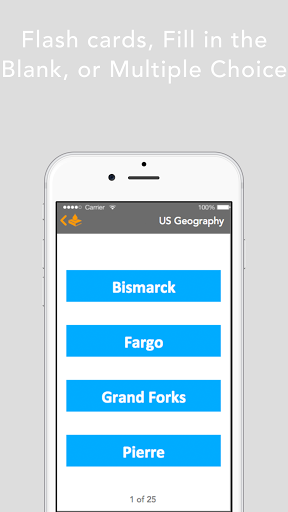 Flash cards, Fill in the
Blank, or Multiple Choice
Carrier 100%
US Geography
Bismarck
Fargo
Grand Forks
Pierre
1 of 25